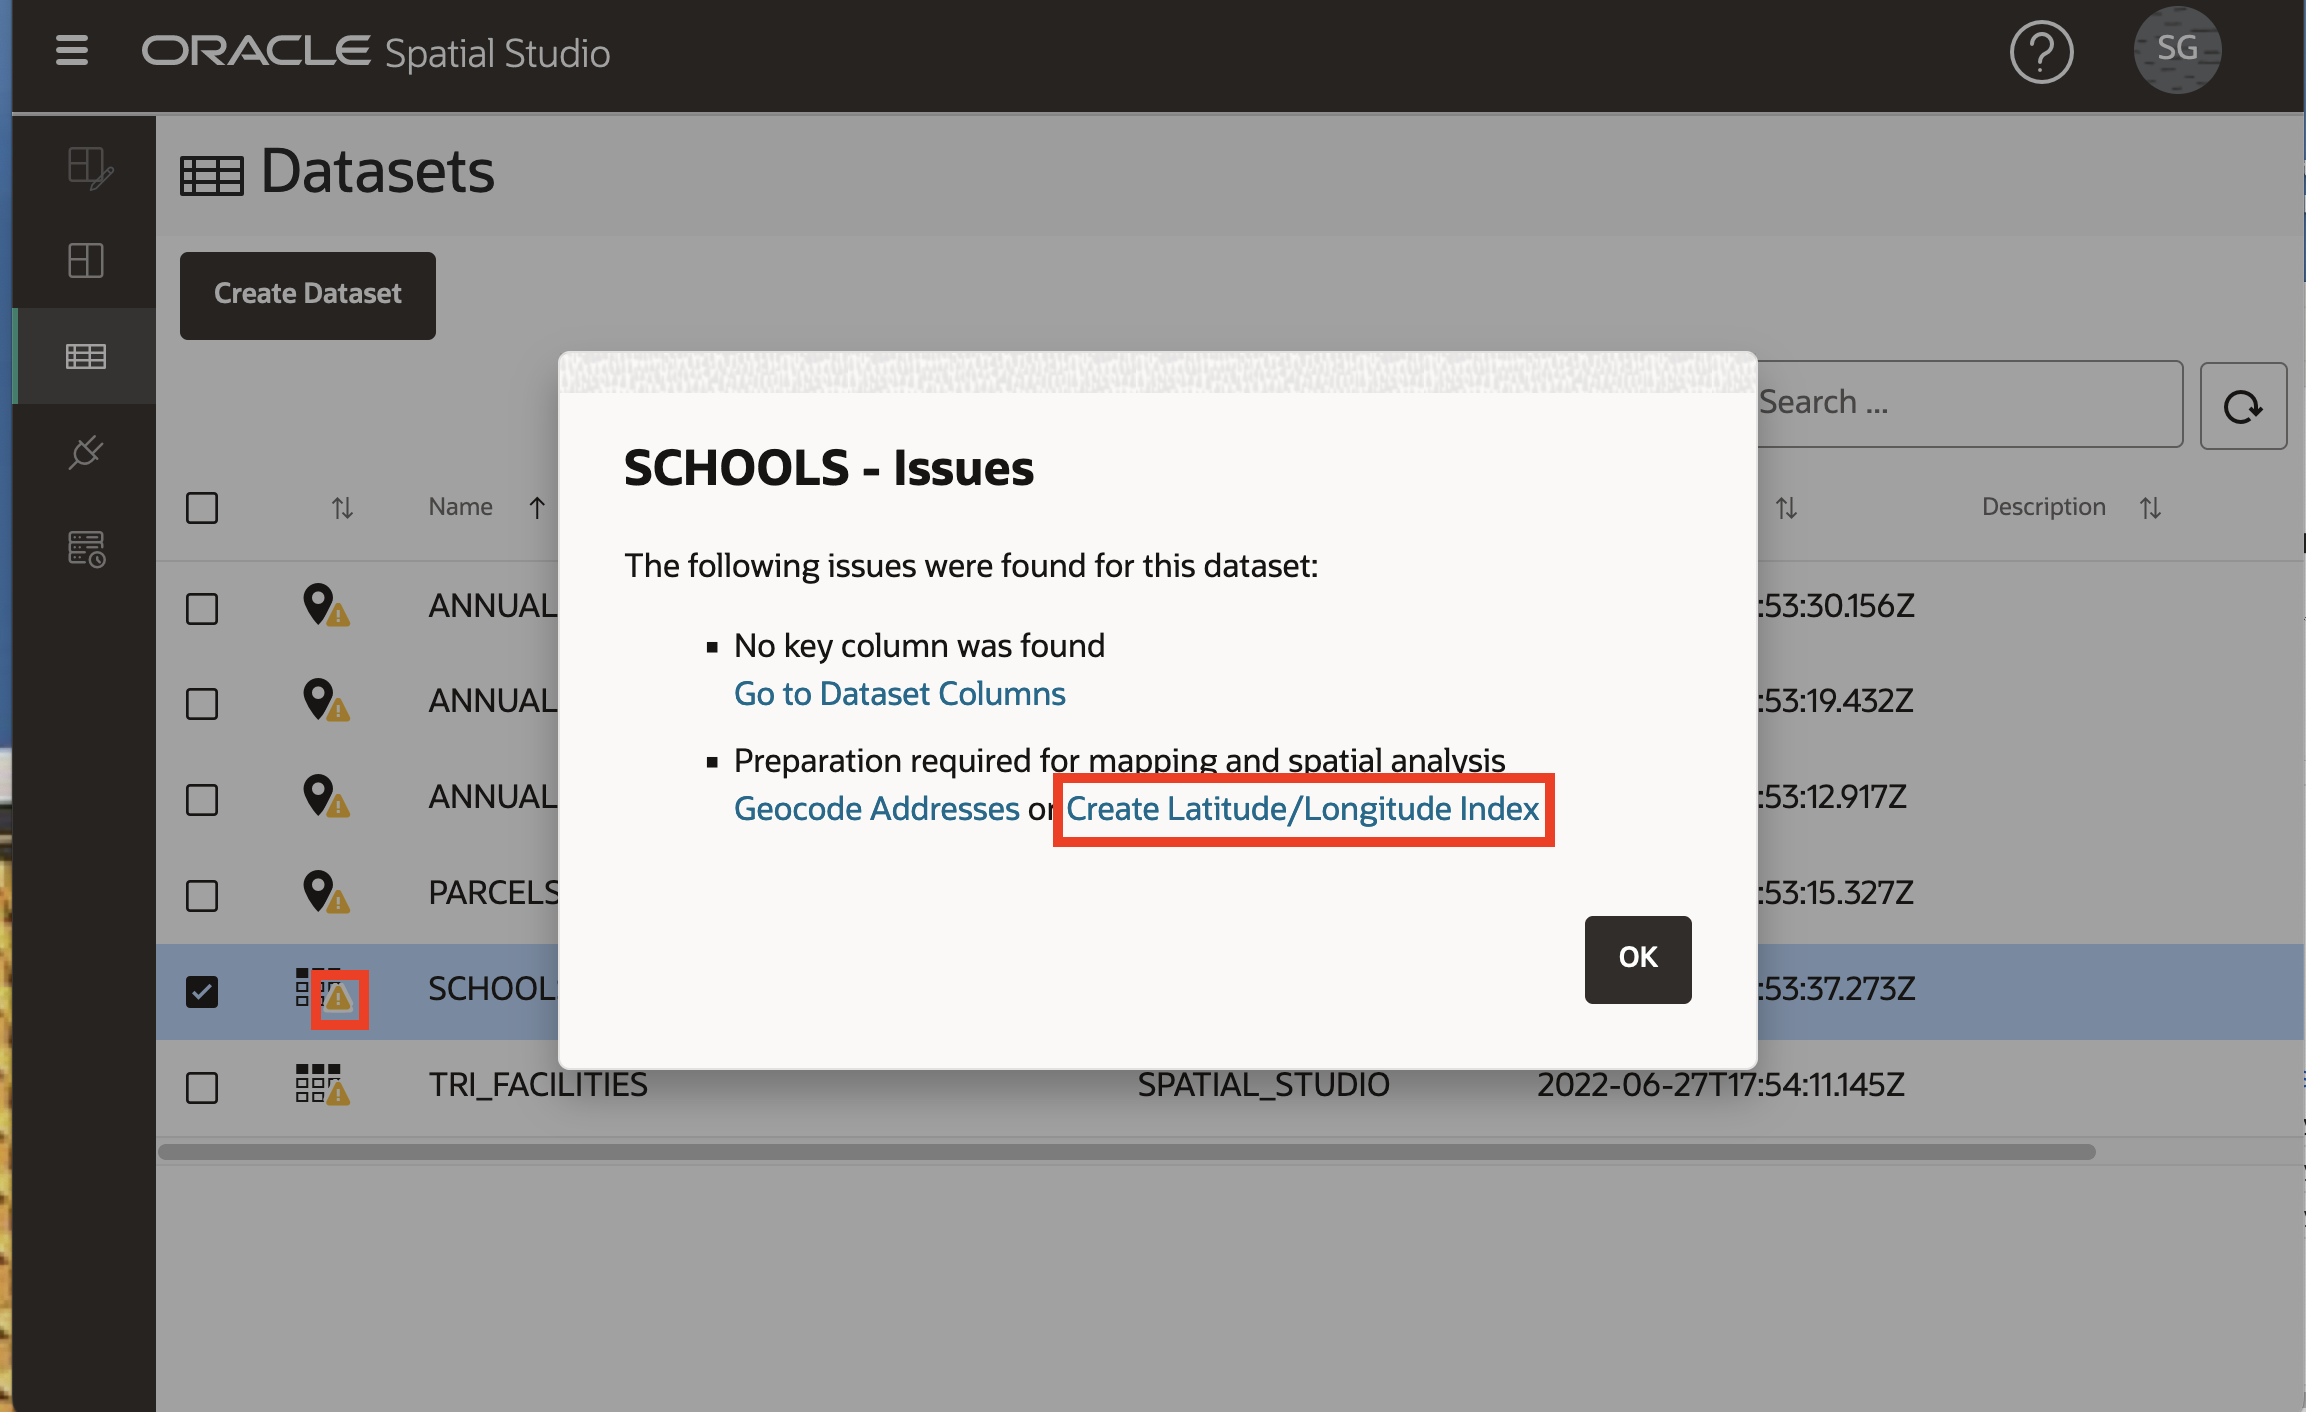 ORACLE Spatial Studio
SG
Datasets
Create Dataset
Search ...
Name
Description
SCHOOLS - Issues
The following issues were found for this dataset:
No key column was found
Go to Dataset Columns
Preparation required for mapping and spatial analysis
Geocode Addresses or Create Latitude/Longitude Index
OK
ANNUAL :53:30.156Z
ANNUAL :53:19.432Z
ANNUAL :53:12.917Z
PARCELS :53:15.327Z
SCHOOL :53:37.273Z
TRI_FACILITIES SPATIAL_STUDIO 2022-06-27T17:54:11.145Z